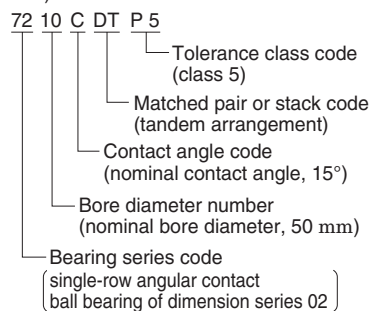 72 10 C DT P 5
Tolerance class code
(class 5)
Matched pair or stack code
(tandem arrangement)
Contact angle code
(nominal contact angle, 15°)
Bore diameter number
(nominal bore diameter, 50 mm)
Bearing series code
(single-row angular contact
ball bearing of dimension series 02)